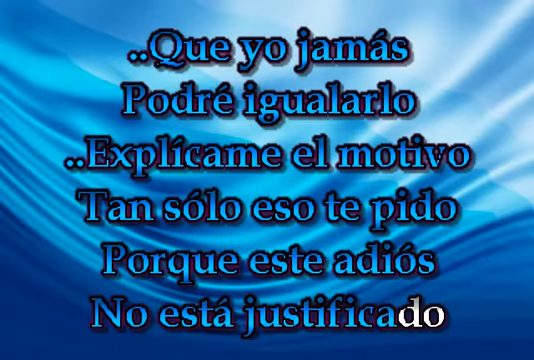 ..Que yo jamás
Podré igualarlo
..Explícame el motivo
Tan sólo eso te pido
Porque este adiós
No está justificado